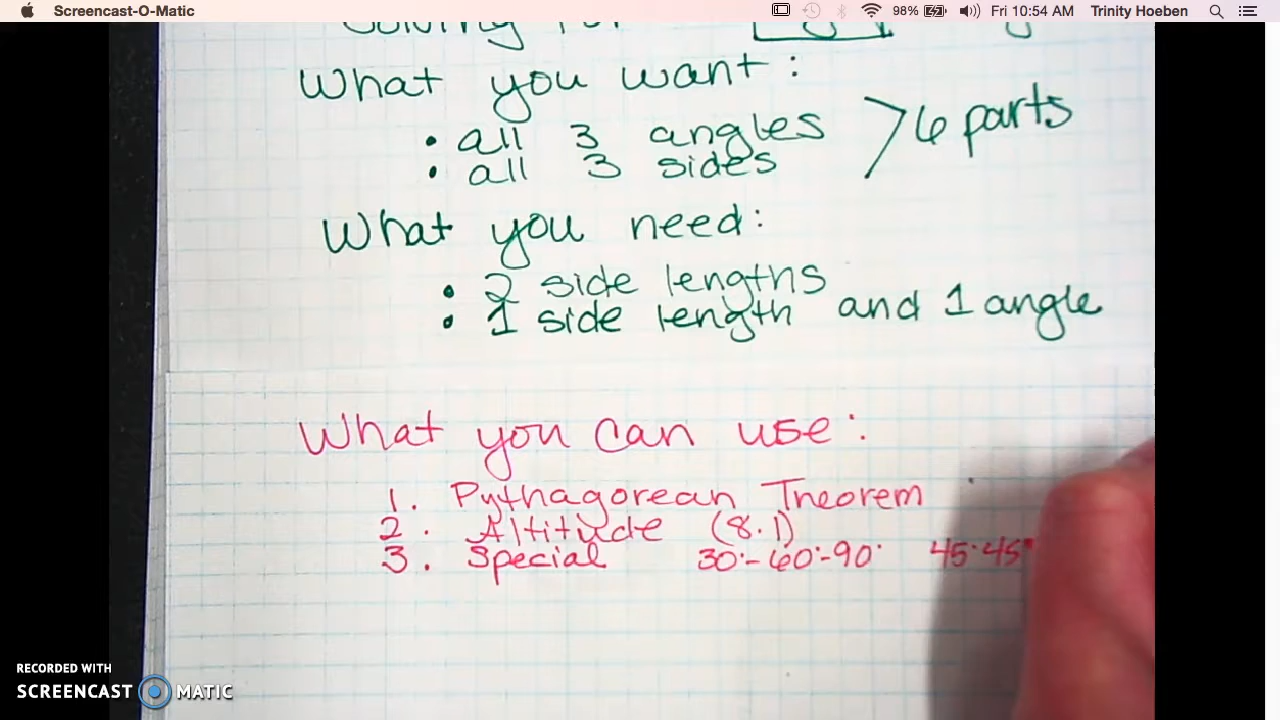 Screencast-O-Matic 98% Fri 10:54 AM Trinity Hoeben
Solving for
What you want:
• all 3 angles
• all 3 sides
> 6 parts
What you need:
• 2 side lengths
• 1 side length and 1 angle
What you can use:
1. Pythagorean Theorem
2. Altitude (8.1)
3. Special 30°-60°-90° 45°45°
RECORDED WITH
SCREENCAST MATIC